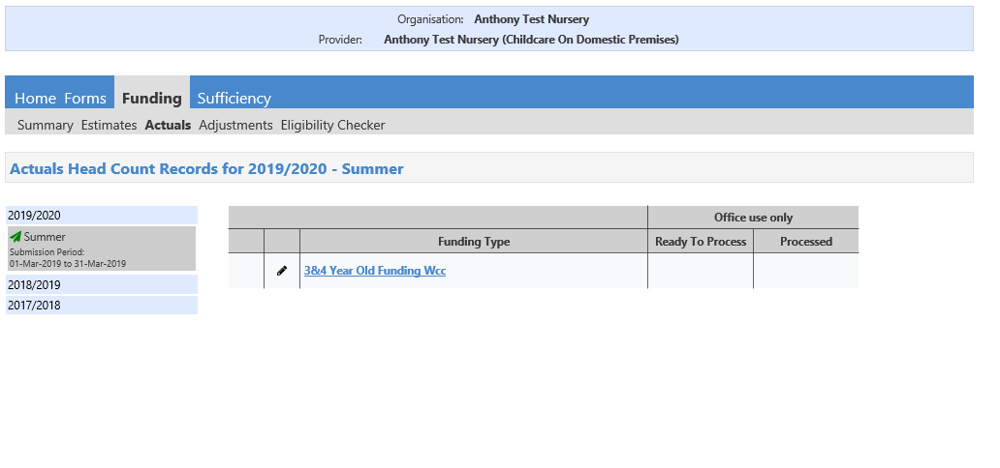 Organisation: Anthony Test Nursery
Provider: Anthony Test Nursery (Childcare On Domestic Premises)
Home Forms Funding Sufficiency
Summary Estimates Actuals Adjustments Eligibility Checker
Actuals Head Count Records for 2019/2020 - Summer
2019/2020
Summer
Submission Period:
01-Mar-2019 to 31-Mar-2019
2018/2019
2017/2018
Office use only
Funding Type Ready To Process Processed
3&4 Year Old Funding Wcc